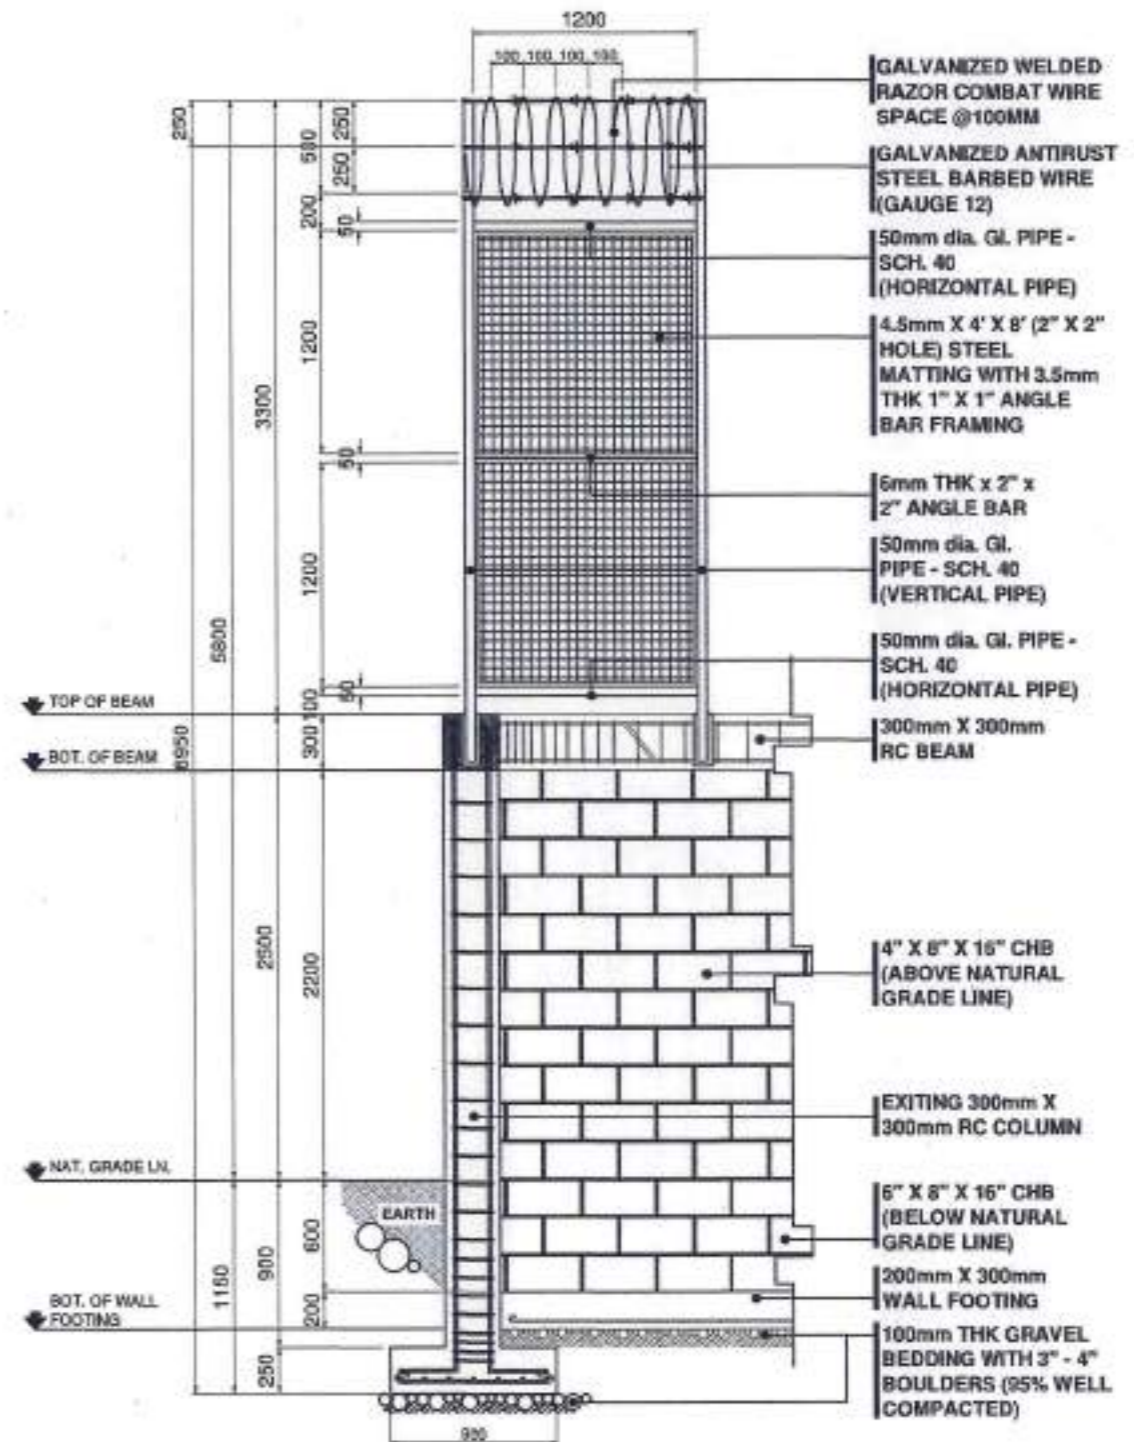 1200
100 100 100 100
GALVANIZED WELDED
RAZOR COMBAT WIRE
SPACE @100MM
250
500
250
250
GALVANIZED ANTIRUST
STEEL BARBED WIRE
(GAUGE 12)
200
50
50mm dia. GI. PIPE -
SCH. 40
(HORIZONTAL PIPE)
4.5mm X 4' X 8' (2" X 2"
HOLE) STEEL
MATTING WITH 3.5mm
THK 1" X 1" ANGLE
BAR FRAMING
1200
3300
50
6mm THK x 2" x
2" ANGLE BAR
50mm dia. GI.
PIPE - SCH. 40
(VERTICAL PIPE)
1200
5800
50mm dia. GI. PIPE -
SCH. 40
(HORIZONTAL PIPE)
50
100
TOP OF BEAM
300mm X 300mm
RC BEAM
300
6950
BOT. OF BEAM
2500
2200
4" X 8" X 16" CHB
(ABOVE NATURAL
GRADE LINE)
EXITING 300mm X
300mm RC COLUMN
NAT. GRADE LN.
EARTH
6" X 8" X 16" CHB
(BELOW NATURAL
GRADE LINE)
600
900
1150
200mm X 300mm
WALL FOOTING
BOT. OF WALL
FOOTING
200
100mm THK GRAVEL
BEDDING WITH 3" - 4"
BOULDERS (95% WELL
COMPACTED)
250